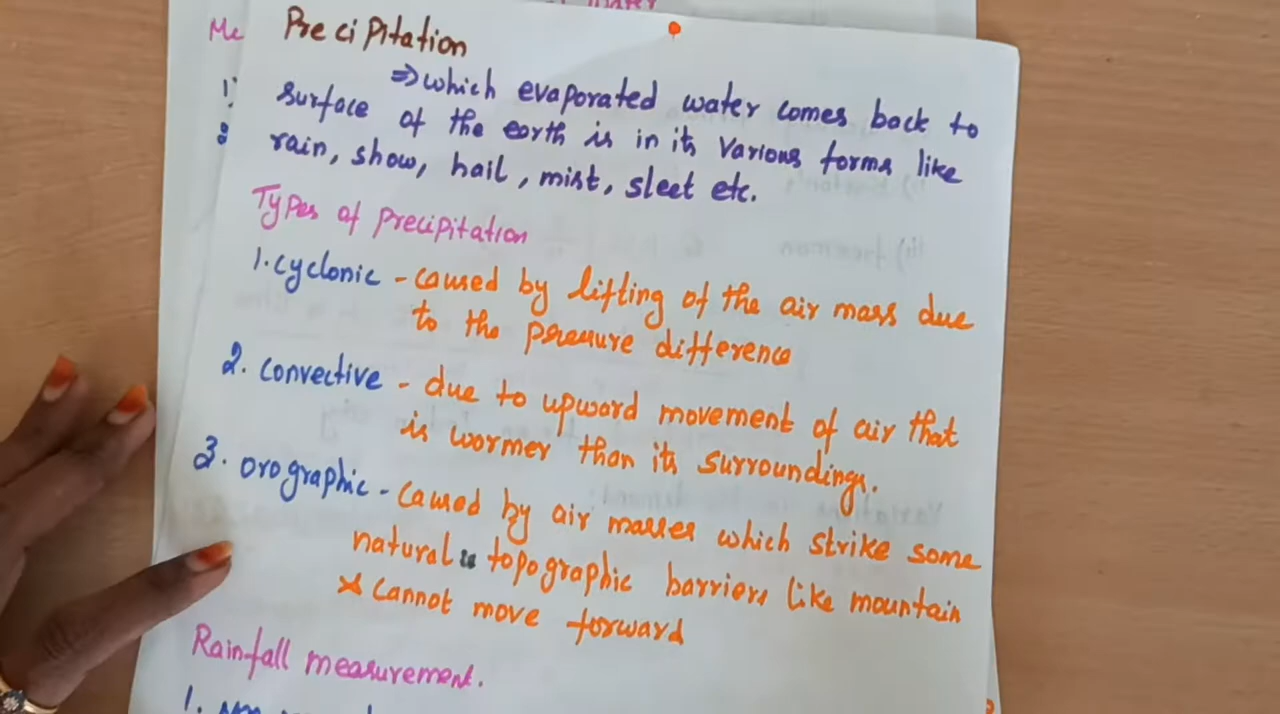 Precipitation
⇒ which evaporated water comes back to
surface of the earth is in its various forms like
rain, show, hail, mist, sleet etc.
Types of precipitation
1. cyclonic - caused by lifting of the air mass due
to the pressure difference
2. convective - due to upward movement of air that
is wormer than its surroundings.
3. orographic - caused by air masses which strike some
natural topographic barriers like mountain
& cannot move forward
Rainfall measurement.
1.